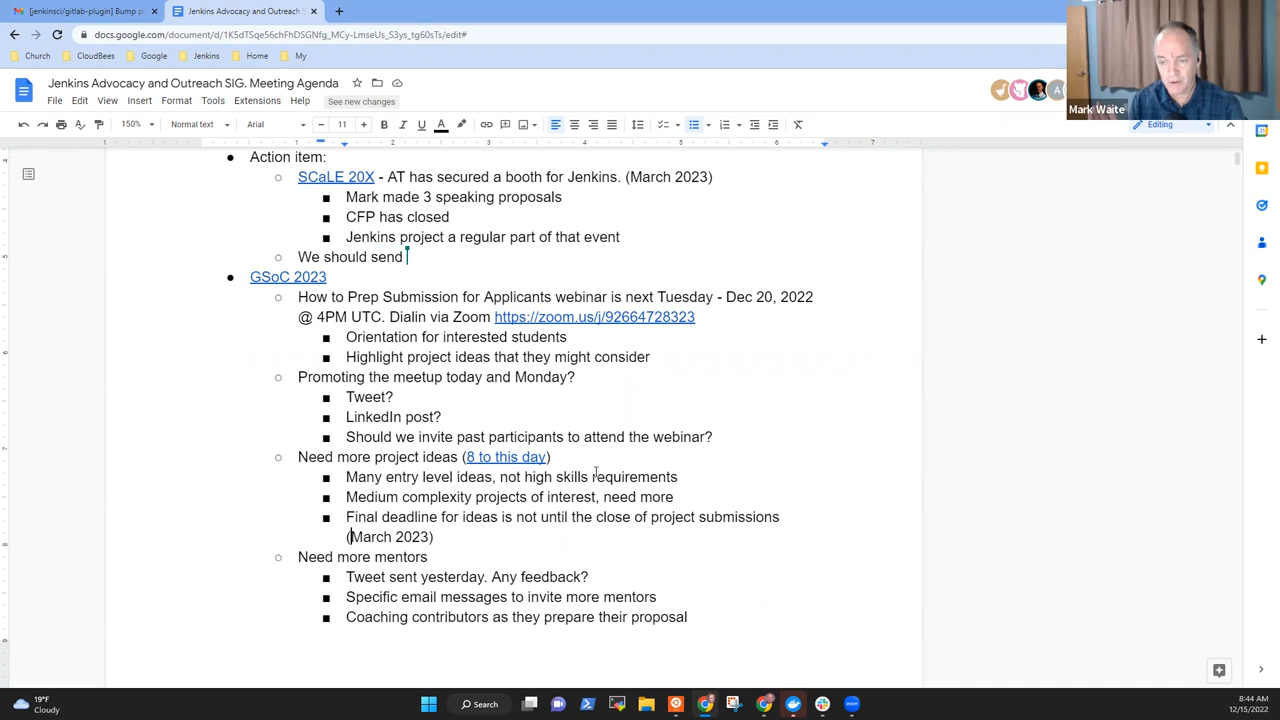 [jenkinsci/gitlab-plugin] Bump p
Jenkins Advocacy and Outreach S
docs.google.com/document/d/1K5dTSqe56chFhDSGNfg_MCy-LmseUs_S3ys_tg60sTs/edit#
Church CloudBees Google Jenkins Home My
Jenkins Advocacy and Outreach SIG. Meeting Agenda
File Edit View Insert Format Tools Extensions Help See new changes
A
Mark Waite
150% Normal text Arial 11 B I U A Editing
1 1 2 3 4 5 6 7
Action item:
SCaLE 20X - AT has secured a booth for Jenkins. (March 2023)
Mark made 3 speaking proposals
CFP has closed
Jenkins project a regular part of that event
We should send
GSoC 2023
How to Prep Submission for Applicants webinar is next Tuesday - Dec 20, 2022
@ 4PM UTC. Dialin via Zoom https://zoom.us/j/92664728323
Orientation for interested students
Highlight project ideas that they might consider
Promoting the meetup today and Monday?
Tweet?
LinkedIn post?
Should we invite past participants to attend the webinar?
Need more project ideas (8 to this day)
Many entry level ideas, not high skills requirements
Medium complexity projects of interest, need more
Final deadline for ideas is not until the close of project submissions
(March 2023)
Need more mentors
Tweet sent yesterday. Any feedback?
Specific email messages to invite more mentors
Coaching contributors as they prepare their proposal
19°F
Cloudy
Search
8:44 AM
12/15/2022